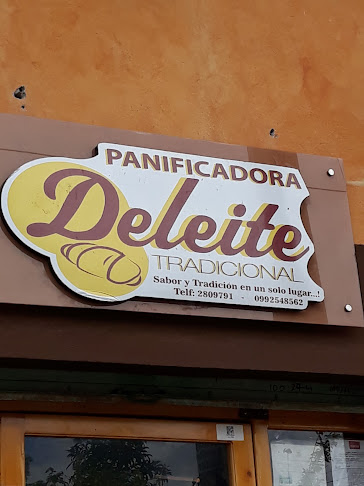 PANIFICADORA
Deleite
TRADICIONAL
Sabor y Tradición en un solo lugar...!
Telf: 2809791 - 0992548562